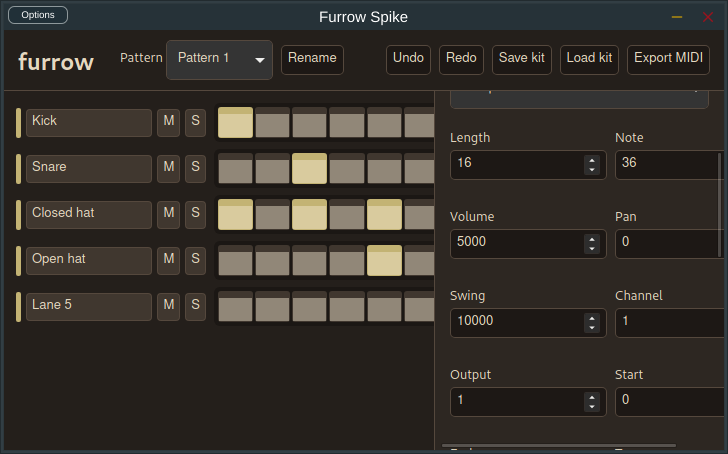 Options
Furrow Spike
furrow
Pattern
Pattern 1
Rename
Undo
Redo
Save kit
Load kit
Export MIDI
Kick
M
S
Snare
M
S
Closed hat
M
S
Open hat
M
S
Lane 5
M
S
Length
Note
16
36
Volume
Pan
5000
0
Swing
Channel
10000
1
Output
Start
1
0